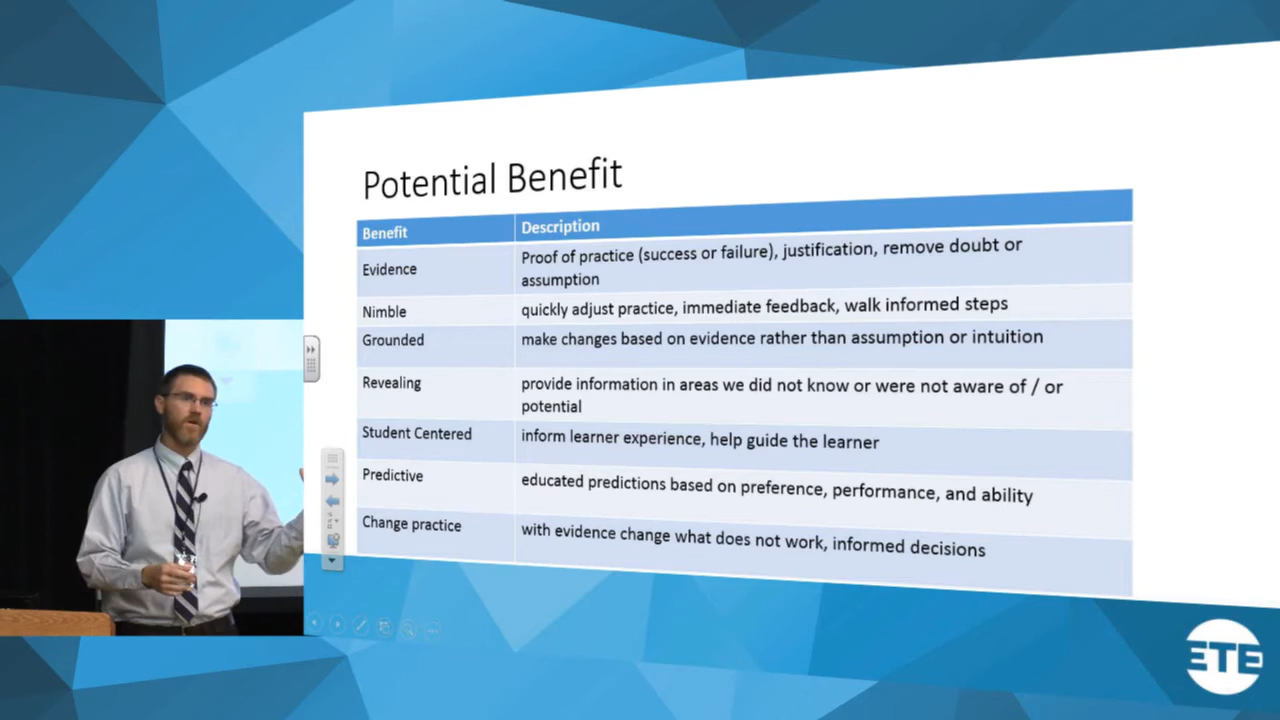 Potential Benefit
Benefit
Description
Evidence
Proof of practice (success or failure), justification, remove doubt or
assumption
Nimble
quickly adjust practice, immediate feedback, walk informed steps
Grounded
make changes based on evidence rather than assumption or intuition
Revealing
provide information in areas we did not know or were not aware of / or
potential
Student Centered
inform learner experience, help guide the learner
Predictive
educated predictions based on preference, performance, and ability
Change practice
with evidence change what does not work, informed decisions
ETE